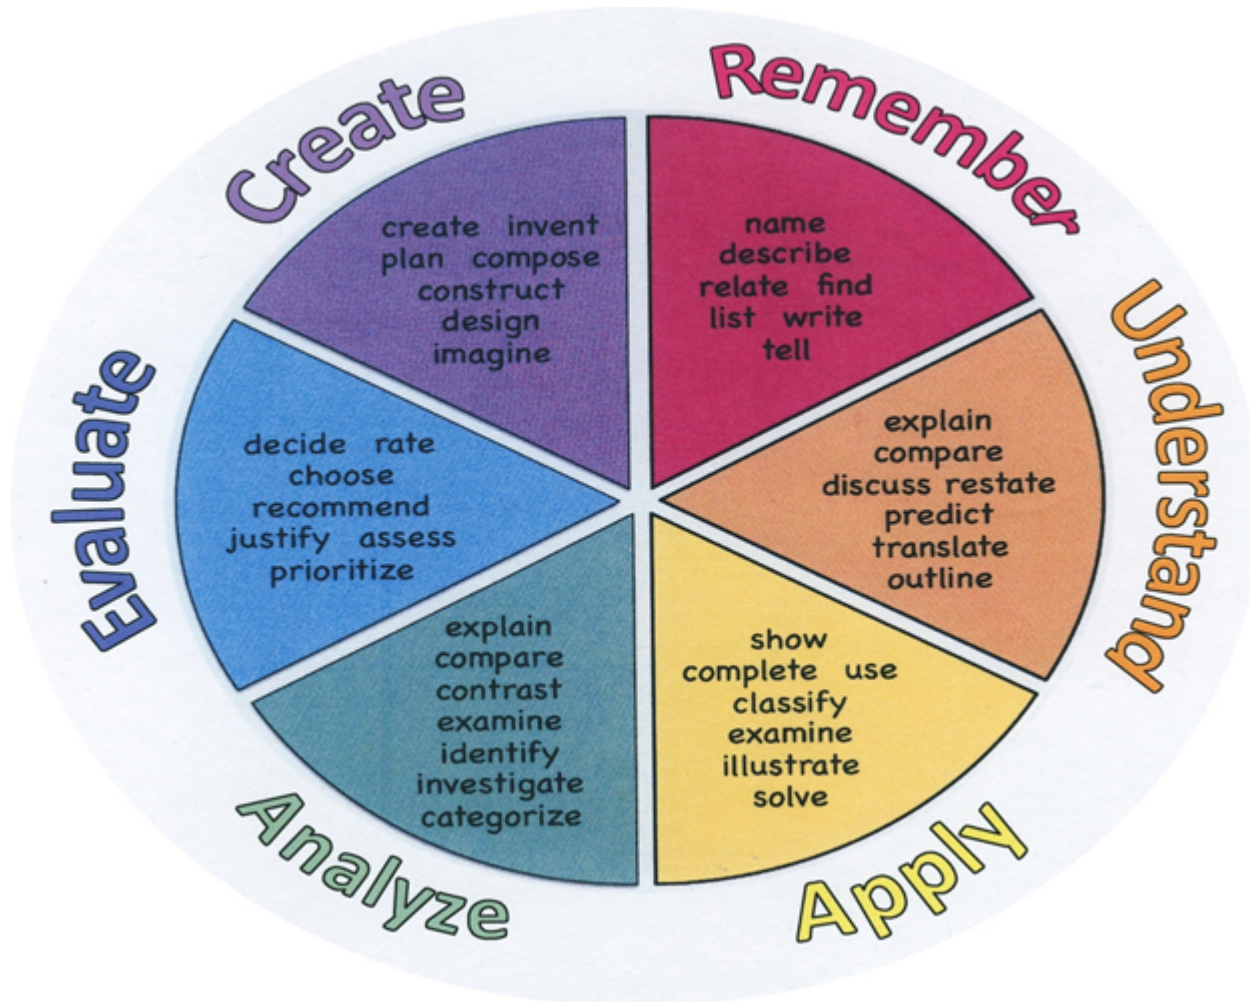 Remember
name
describe
relate find
list write
tell
Understand
explain
compare
discuss restate
predict
translate
outline
Apply
show
complete use
classify
examine
illustrate
solve
Analyze
explain
compare
contrast
examine
identify
investigate
categorize
Evaluate
decide rate
choose
recommend
justify assess
prioritize
Create
create invent
plan compose
construct
design
imagine